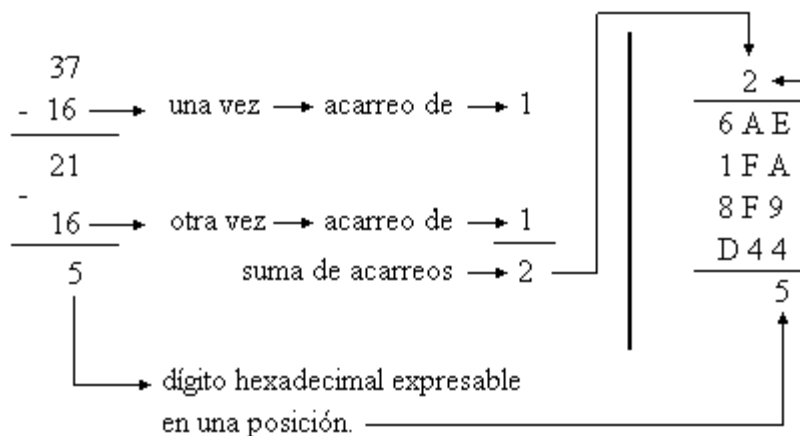 37
- 16 una vez acarreo de 1
21
-
16 otra vez acarreo de 1
5 suma de acarreos 2
dígito hexadecimal expresable
en una posición.
2
6 A E
1 F A
8 F 9
D 4 4
5